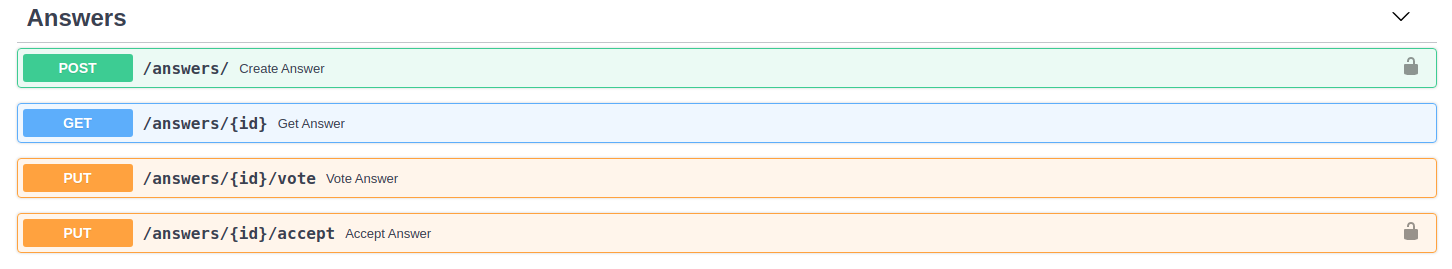 Answers
POST /answers/ Create Answer
GET /answers/{id} Get Answer
PUT /answers/{id}/vote Vote Answer
PUT /answers/{id}/accept Accept Answer